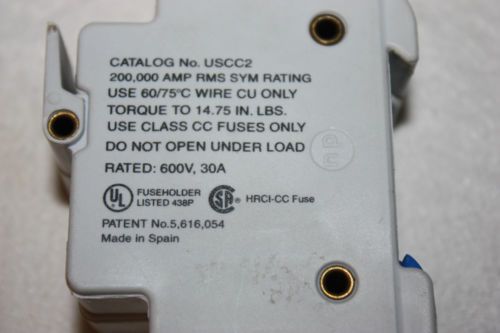 CATALOG No. USCC2
200,000 AMP RMS SYM RATING
USE 60/75°C WIRE CU ONLY
TORQUE TO 14.75 IN. LBS.
USE CLASS CC FUSES ONLY
DO NOT OPEN UNDER LOAD
RATED: 600V, 30A
UL FUSEHOLDER LISTED 438P SA HRCI-CC Fuse
PATENT No.5,616,054
Made in Spain